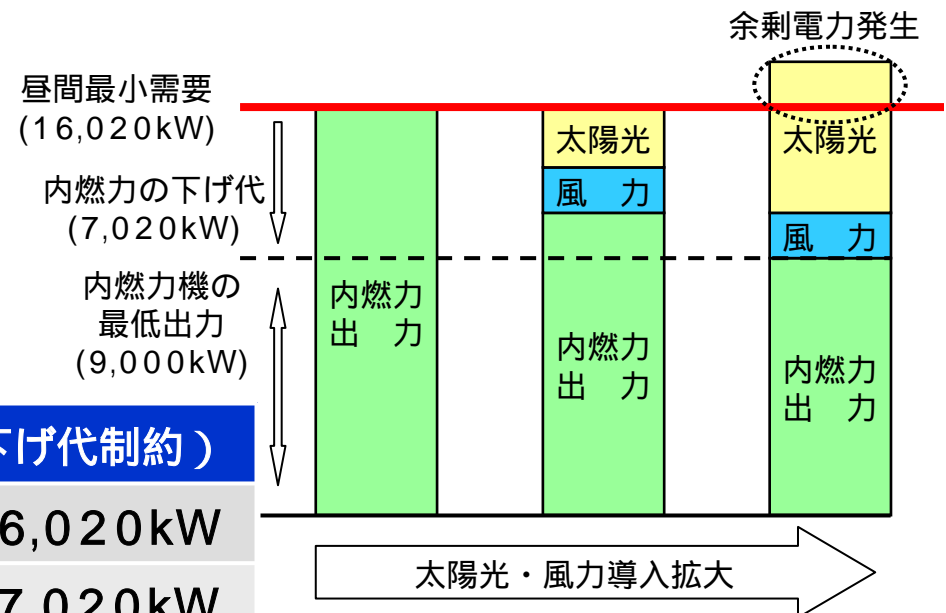 余剰電力発生
昼間最小需要
(16,020kW)
内燃力の下げ代
(7,020kW)
内燃力機の
最低出力
(9,000kW)
内燃力
出 力
太陽光
風 力
内燃力
出 力
太陽光
風 力
内燃力
出 力
下げ代制約)
6,020kW
7,020kW
太陽光・風力導入拡大